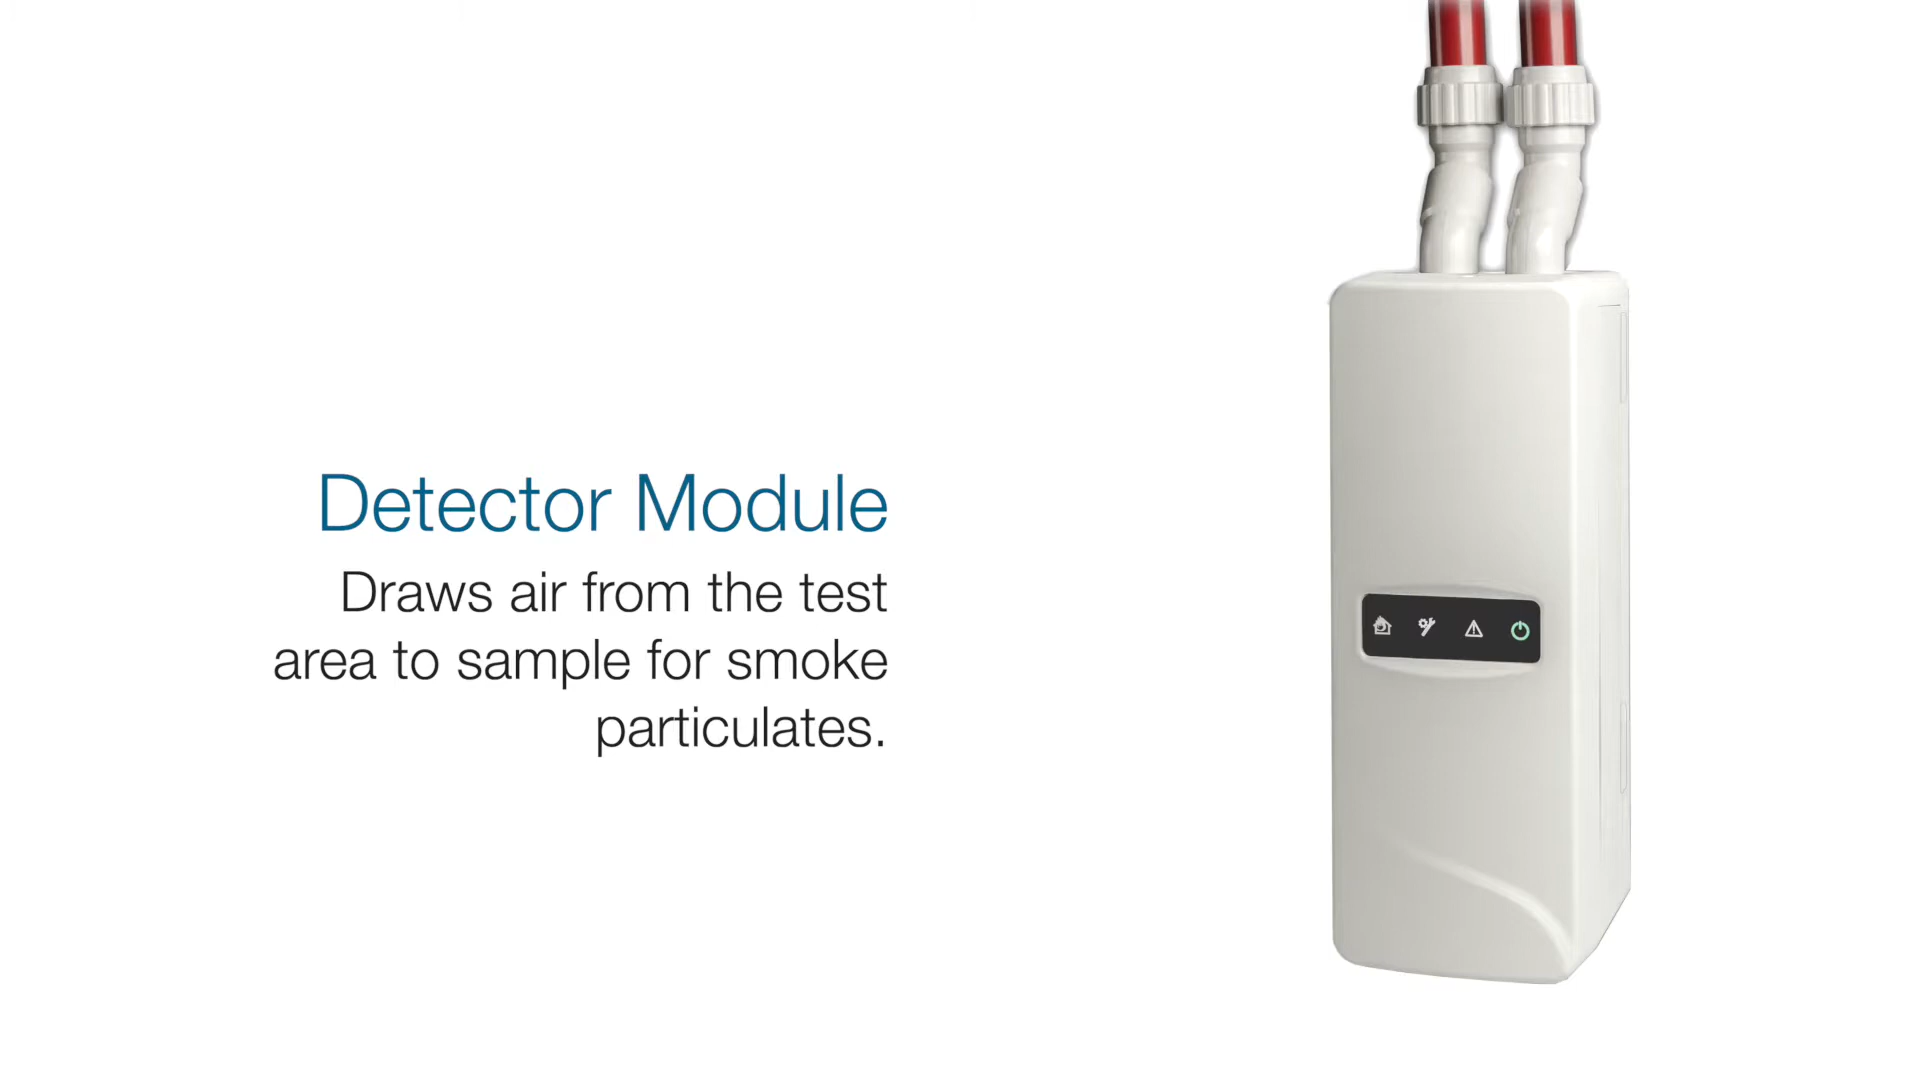 Detector Module
Draws air from the test
area to sample for smoke
particulates.